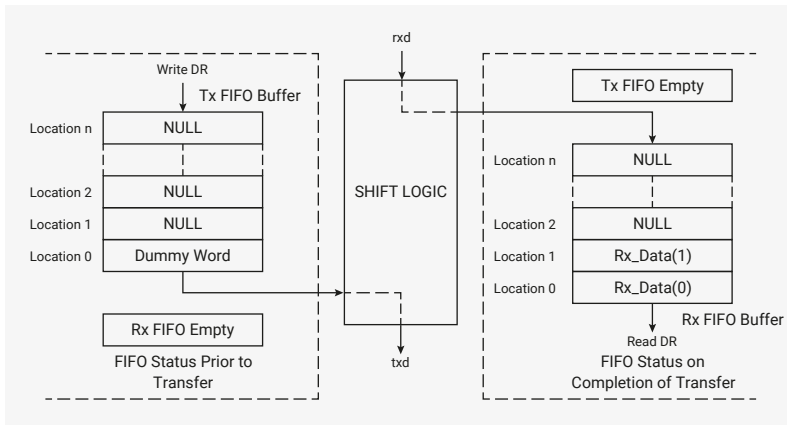 Write DR
Tx FIFO Buffer
Location n
NULL
Location 2
NULL
Location 1
NULL
Location 0
Dummy Word
Rx FIFO Empty
FIFO Status Prior to
Transfer
rxd
SHIFT LOGIC
txd
Tx FIFO Empty
Location n
NULL
Location 2
NULL
Location 1
Rx_Data(1)
Location 0
Rx_Data(0)
Rx FIFO Buffer
Read DR
FIFO Status on
Completion of Transfer